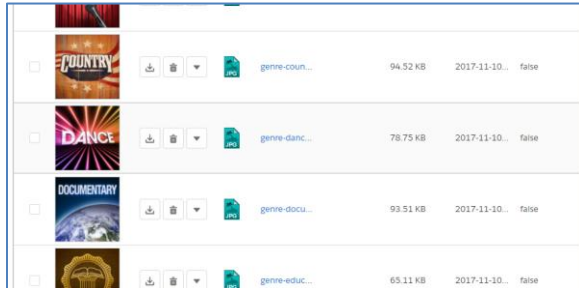 COUNTRY
JPG
genre-coun...
94.52 KB
2017-11-10...
false
DANCE
JPG
genre-danc...
78.75 KB
2017-11-10...
false
DOCUMENTARY
JPG
genre-docu...
93.51 KB
2017-11-10...
false
JPG
genre-educ...
65.11 KB
2017-11-10...
false